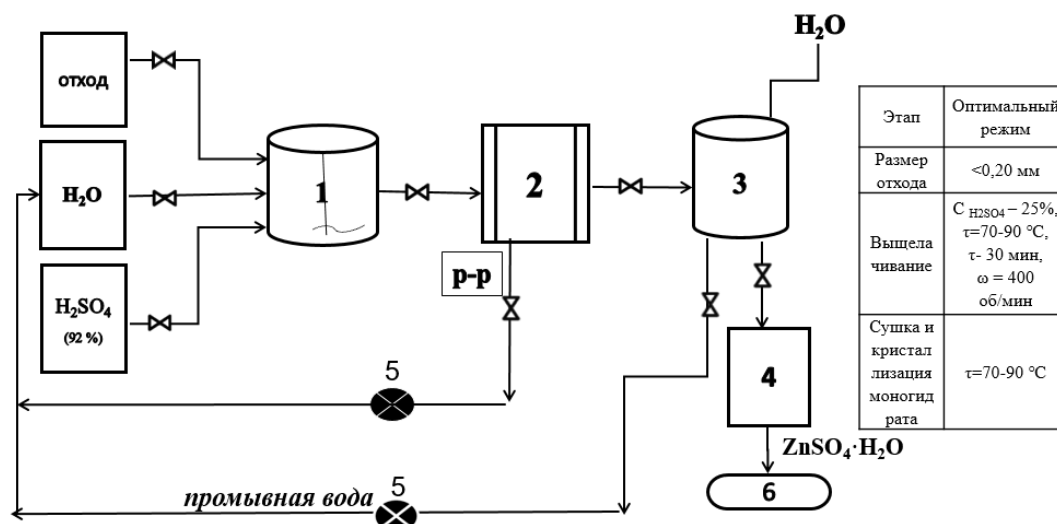 отход
H₂O
H₂SO₄
(92 %)
1
2
р-р
5
5
промывная вода
H₂O
3
4
ZnSO₄·H₂O
6
Этап
Оптимальный
режим
Размер
отхода
<0,20 мм
Выщела
чивание
C H2SO4 – 25%,
τ=70-90 °C,
τ- 30 мин,
ω = 400
об/мин
Сушка и
кристал
лизация
моногид
рата
τ=70-90 °C